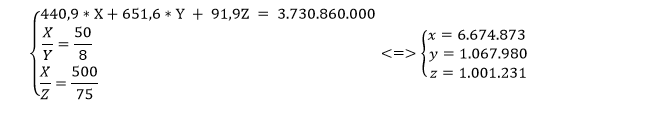 440,9 * X + 651,6 * Y + 91,9Z = 3.730.860.000
X/Y = 50/8
X/Z = 500/75
<=>
x = 6.674.873
y = 1.067.980
z = 1.001.231